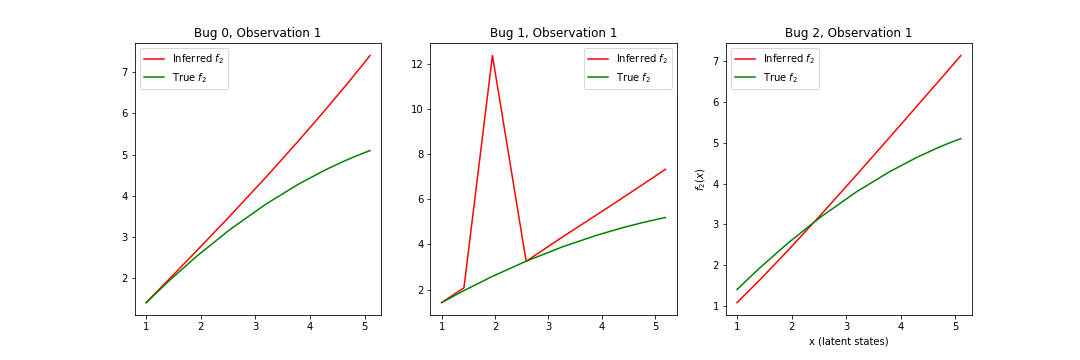 Bug 0, Observation 1
Inferred f₂
True f₂
7
6
5
4
3
2
1 2 3 4 5
Bug 1, Observation 1
Inferred f₂
True f₂
12
10
8
6
4
2
1 2 3 4 5
Bug 2, Observation 1
Inferred f₂
True f₂
f₂(x)
7
6
5
4
3
2
1
1 2 3 4 5
x (latent states)